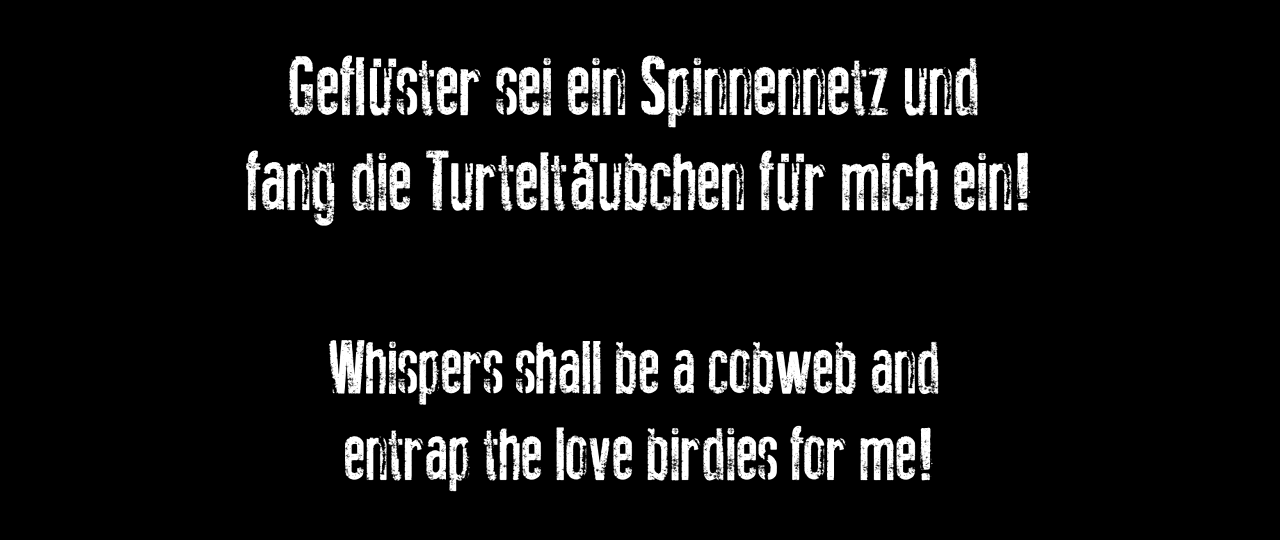 Geflüster sei ein Spinnennetz und
fang die Turteltäubchen für mich ein!
Whispers shall be a cobweb and
entrap the love birdies for me!